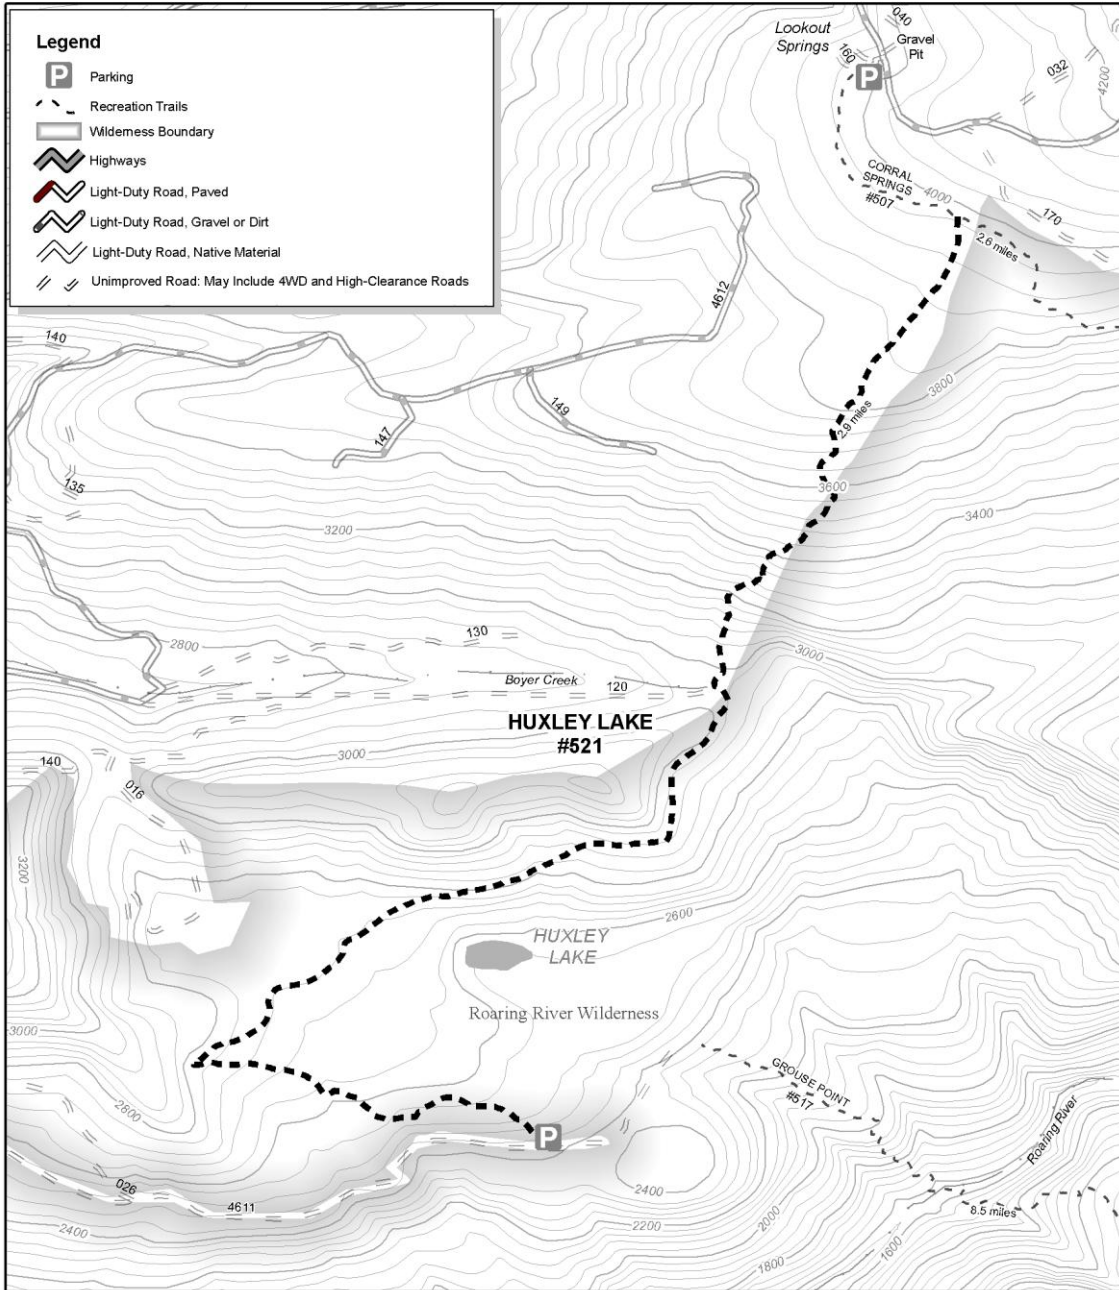 Legend
P Parking
Recreation Trails
Wilderness Boundary
Highways
Light-Duty Road, Paved
Light-Duty Road, Gravel or Dirt
Light-Duty Road, Native Material
Unimproved Road: May Include 4WD and High-Clearance Roads
Lookout
Springs
040
Gravel
Pit
160
P
032
4200
CORRAL
SPRINGS
#507
4000
170
2.6 miles
4612
140
3800
149
2.9 miles
147
135
3600
3400
3200
130
2800
3000
Boyer Creek
120
HUXLEY LAKE
#521
3000
140
016
3200
2600
HUXLEY
LAKE
Roaring River Wilderness
3000
GROUSE POINT
#517
2800
Roaring River
P
026
2400
4611
8.5 miles
2000
2400
2200
1600
1800